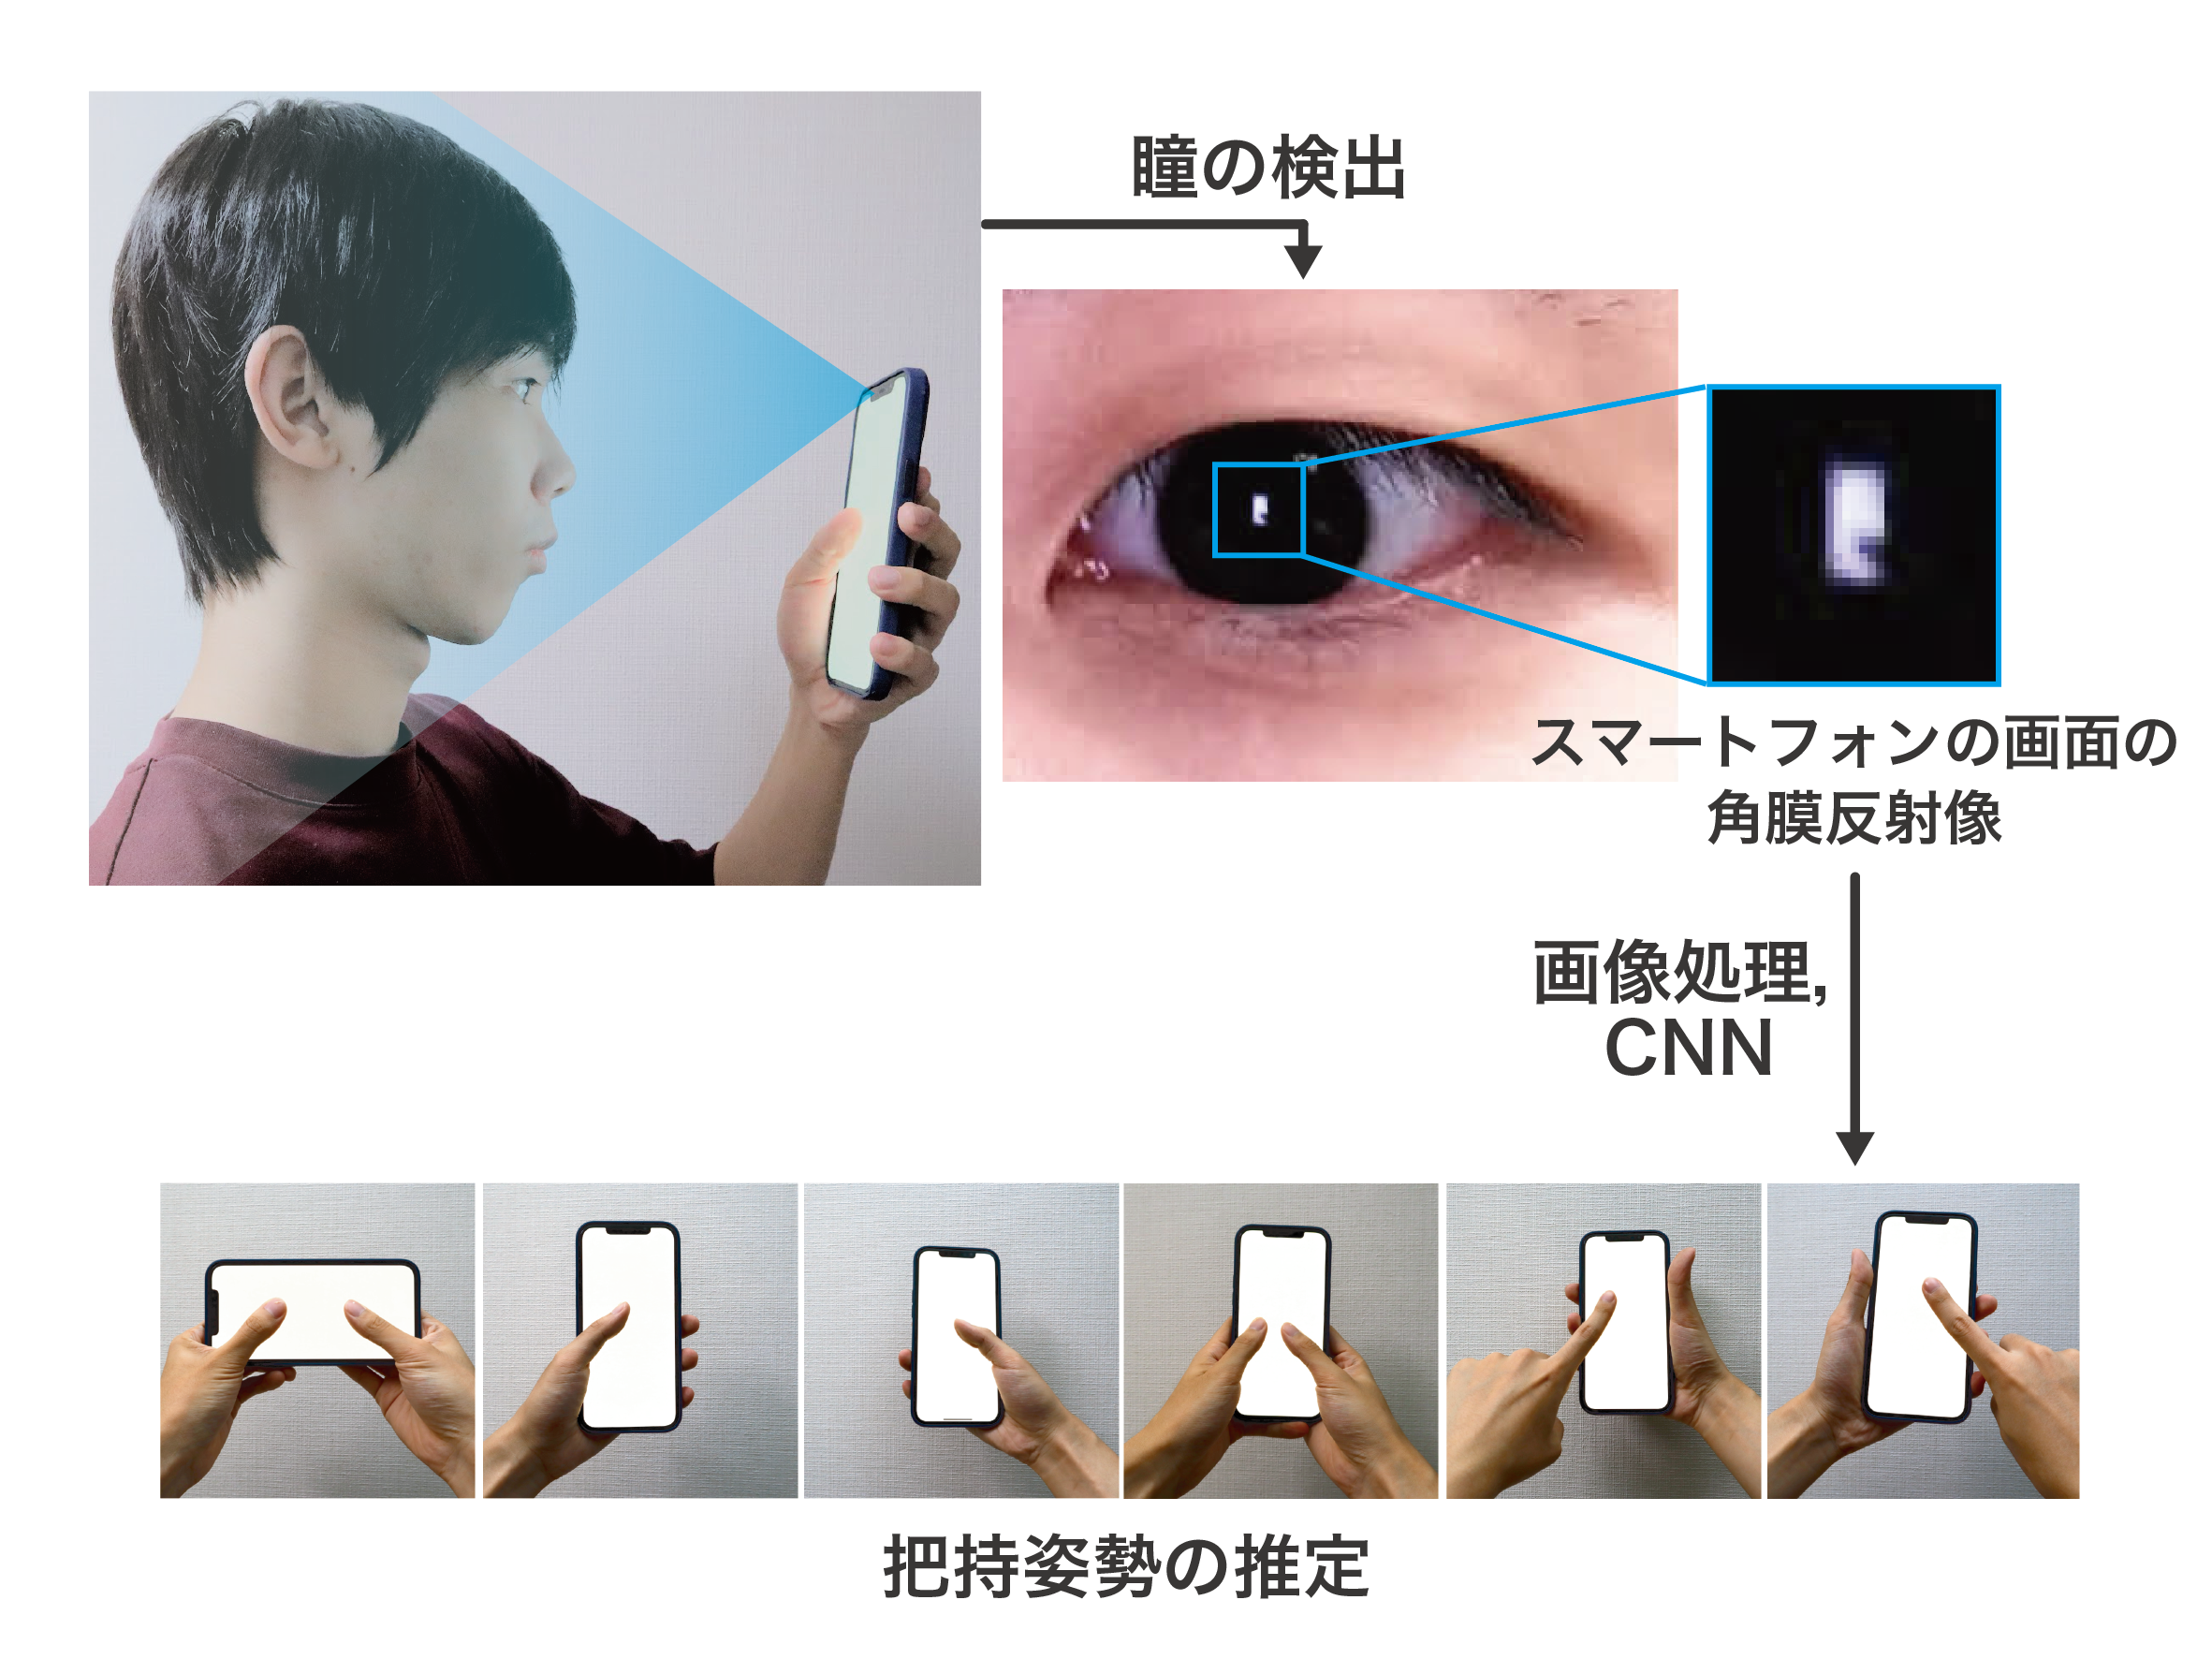 瞳の検出
スマートフォンの画面の
角膜反射像
画像処理,
CNN
把持姿勢の推定